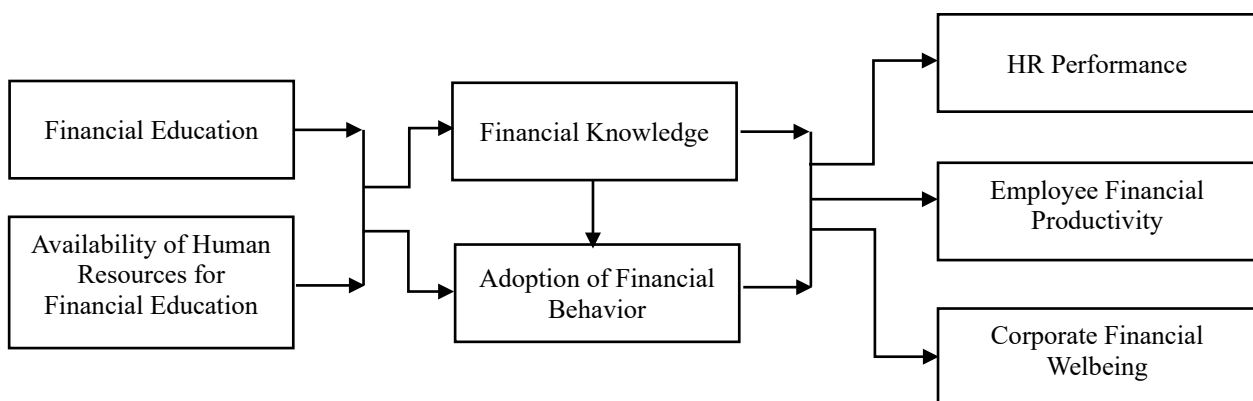 Financial Education
Availability of Human
Resources for
Financial Education
Financial Knowledge
Adoption of Financial
Behavior
HR Performance
Employee Financial
Productivity
Corporate Financial
Welbeing